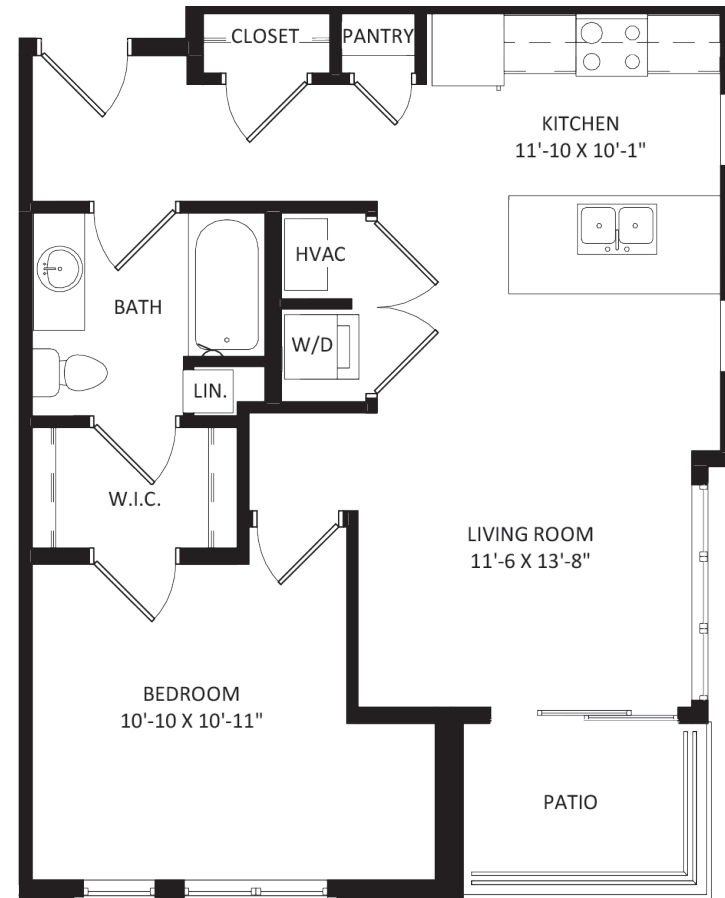 CLOSET
PANTRY
KITCHEN
11'-10 X 10'-1"
HVAC
BATH
W/D
LIN.
W.I.C.
LIVING ROOM
11'-6 X 13'-8"
BEDROOM
10'-10 X 10'-11"
PATIO